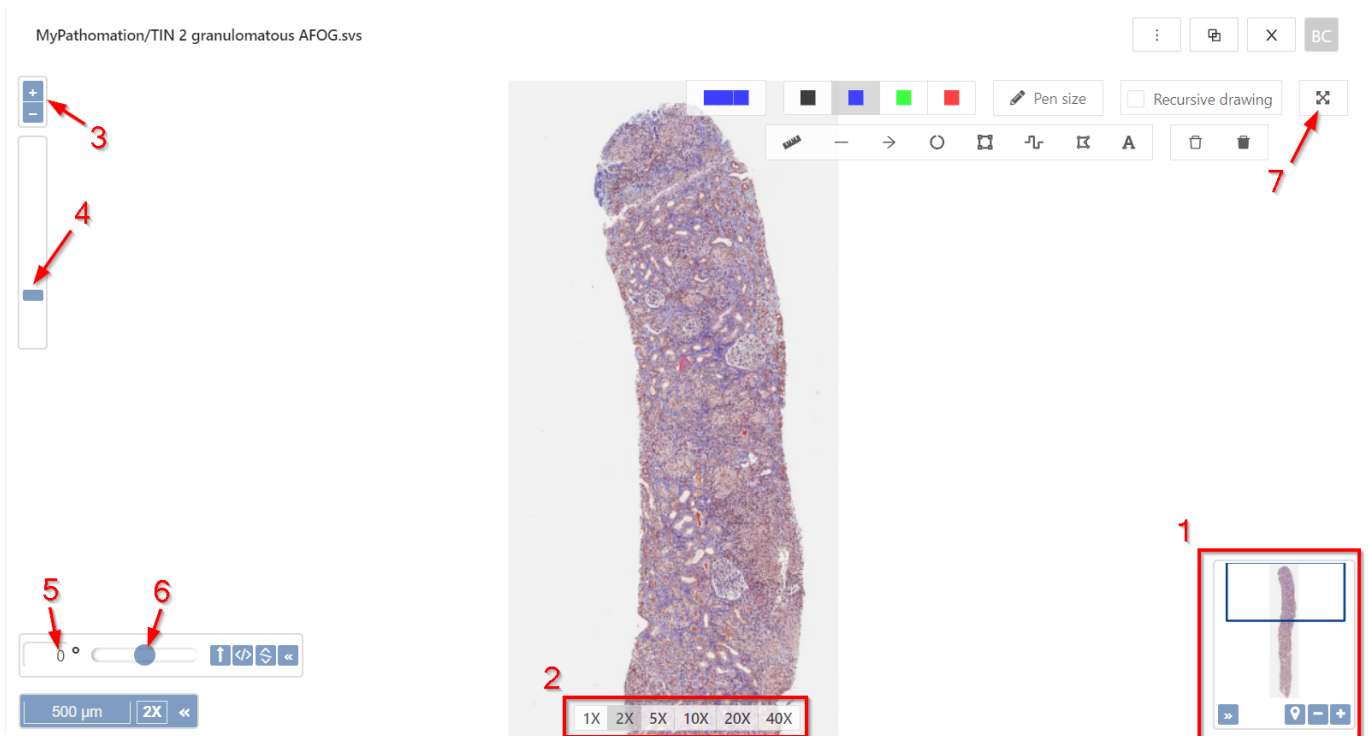 MyPathomation/TIN 2 granulomatous AFOG.svs
BC
Pen size
Recursive drawing
A
3
7
4
1
5
6
0 °
2
500 µm 2X «
1X 2X 5X 10X 20X 40X